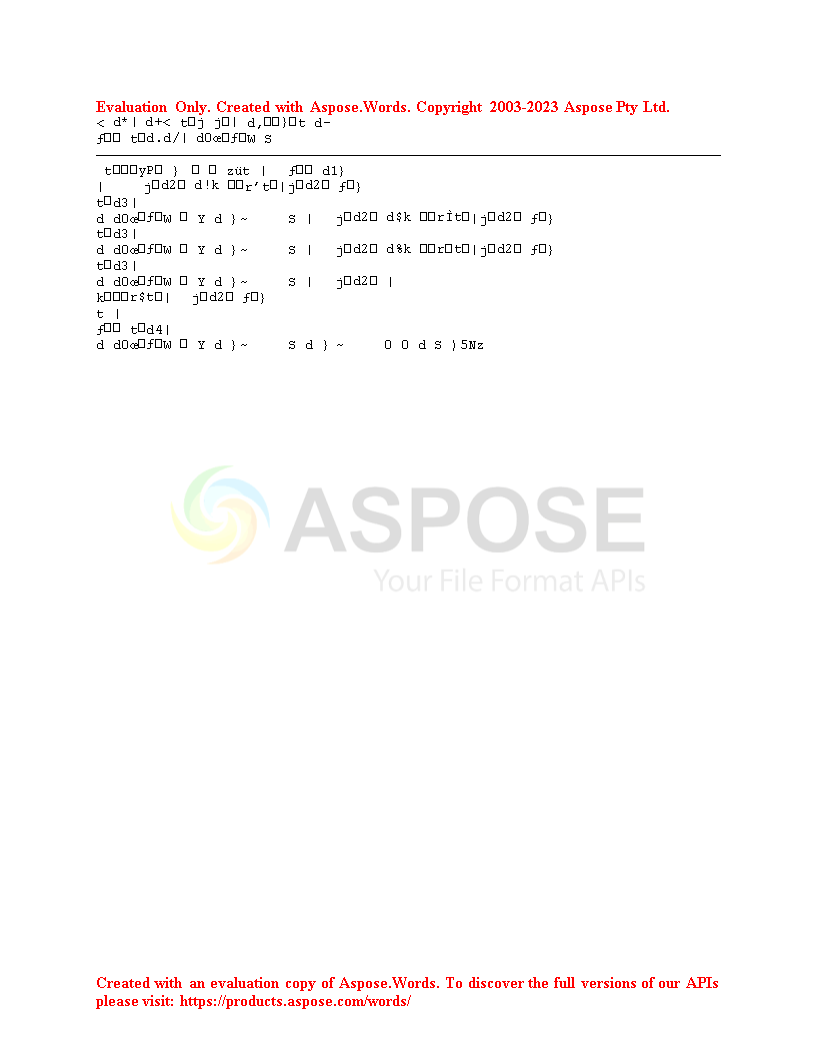 Evaluation Only. Created with Aspose.Words. Copyright 2003-2023 Aspose Pty Ltd.
< d*| d+< t□j j□| d,□□}□t d-
ƒ□□ t□d.d/| d0œ□ƒ□W S
t□□□yP□ } □ □ züt | ƒ□□ d1}
| j□d2□ d!k □□r’t□|j□d2□ ƒ□}
t□d3|
d d0œ□ƒ□W □ Y d }~ S | j□d2□ d$k □□rÌt□|j□d2□ ƒ□}
t□d3|
d d0œ□ƒ□W □ Y d }~ S | j□d2□ d%k □□r□t□|j□d2□ ƒ□}
t□d3|
d d0œ□ƒ□W □ Y d }~ S | j□d2□ |
k□□□r$t□| j□d2□ ƒ□}
t |
ƒ□□ t□d4|
d d0œ□ƒ□W □ Y d }~ S d } ~ 0 0 d S )5Nz
ASPOSE
Your File Format APIs
Created with an evaluation copy of Aspose.Words. To discover the full versions of our APIs
please visit: https://products.aspose.com/words/